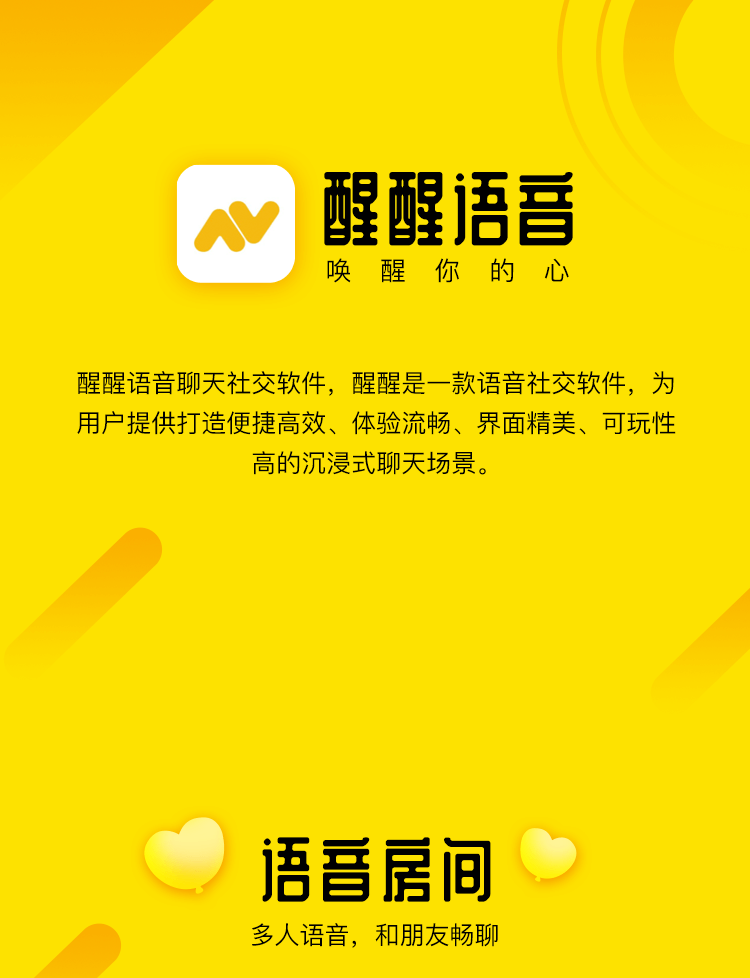 醒醒语音
唤醒你的心
醒醒语音聊天社交软件，醒醒是一款语音社交软件，为
用户提供打造便捷高效、体验流畅、界面精美、可玩性
高的沉浸式聊天场景。
语音房间
多人语音，和朋友畅聊